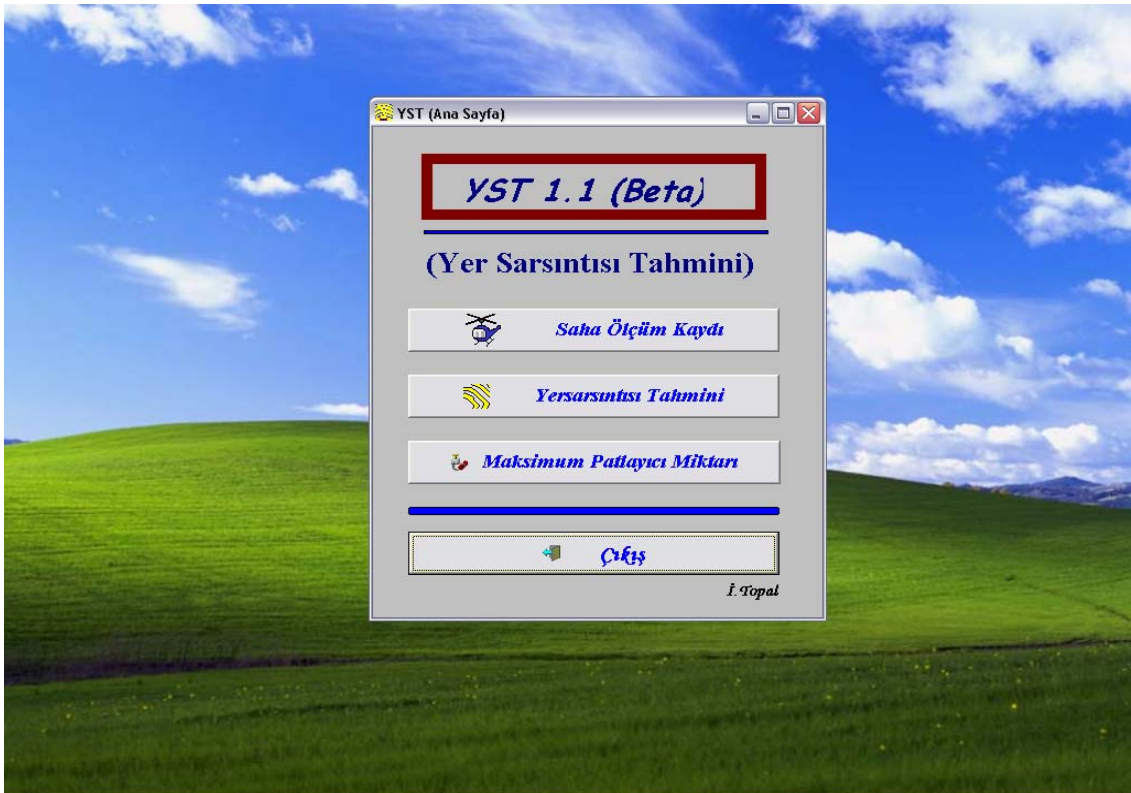 YST (Ana Sayfa)
YST 1.1 (Beta)
(Yer Sarsıntısı Tahmini)
Saha Ölçüm Kaydı
Yersarsıntısı Tahmini
Maksimum Patlayıcı Miktarı
Çıkış
İ. Topal